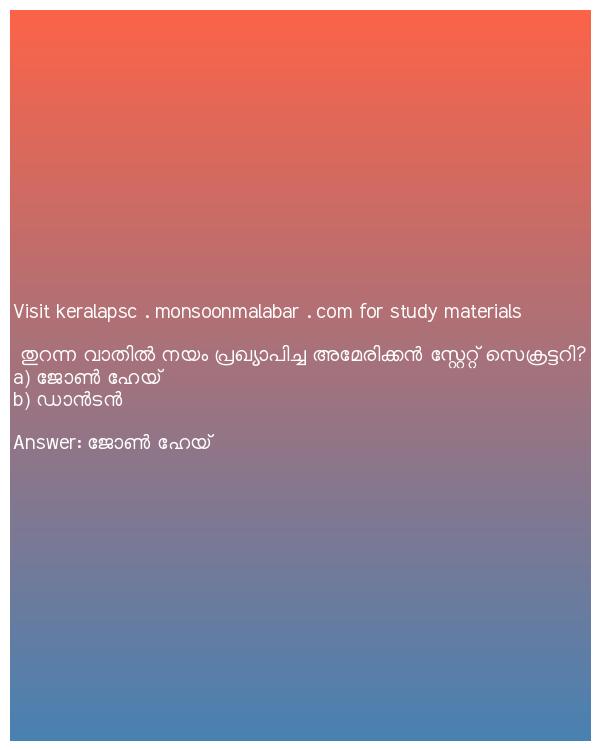 Visit keralapsc . monsoonmalabar . com for study materials
തുറന്ന വാതിൽ നയം പ്രഖ്യാപിച്ച അമേരിക്കൻ സ്റ്റേറ്റ് സെക്രട്ടറി?
a) ജോൺ ഹേയ്
b) ഡാൻടൻ
Answer: ജോൺ ഹേയ്